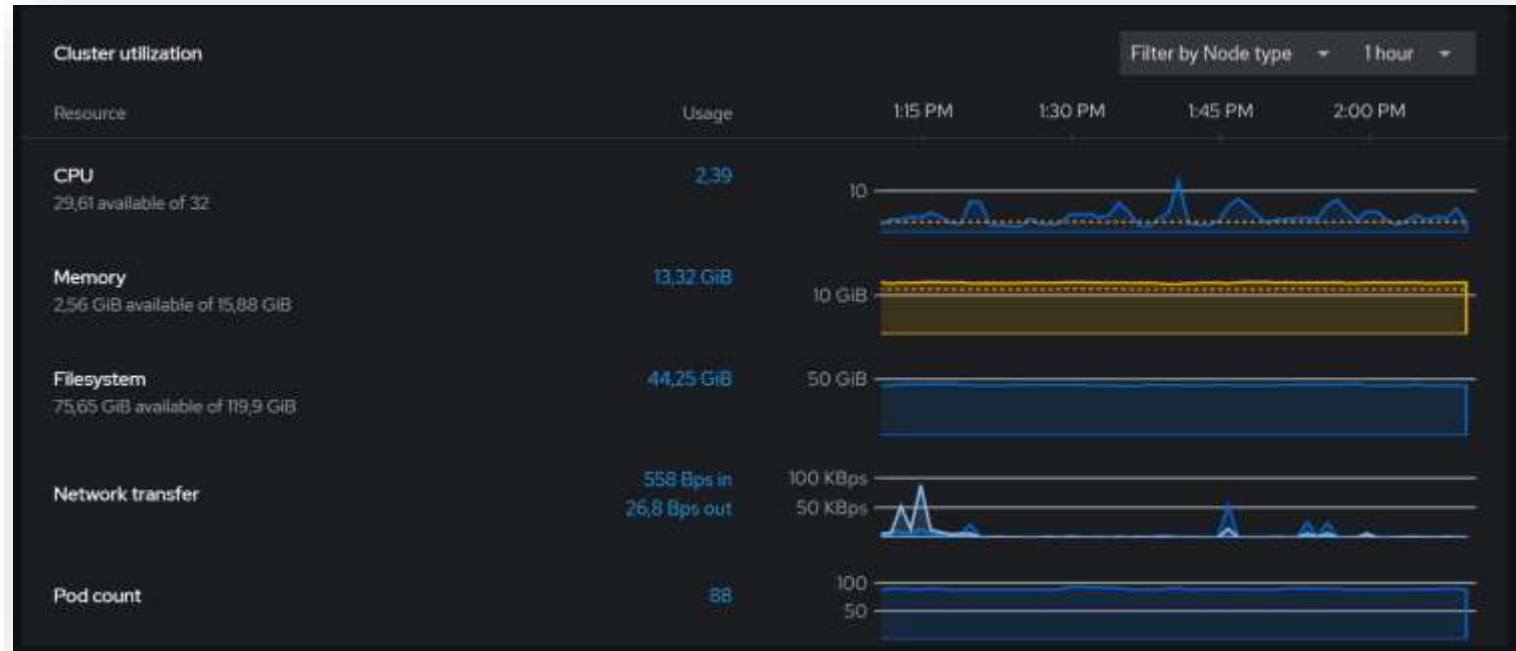 Cluster utilization
Filter by Node type
1 hour
Resource
Usage
1:15 PM
1:30 PM
1:45 PM
2:00 PM
CPU
29,61 available of 32
2,39
10
Memory
2,56 GiB available of 15,88 GiB
13,32 GiB
10 GiB
Filesystem
75,65 GiB available of 119,9 GiB
44,25 GiB
50 GiB
Network transfer
558 Bps in
26,8 Bps out
100 KBps
50 KBps
Pod count
88
100
50